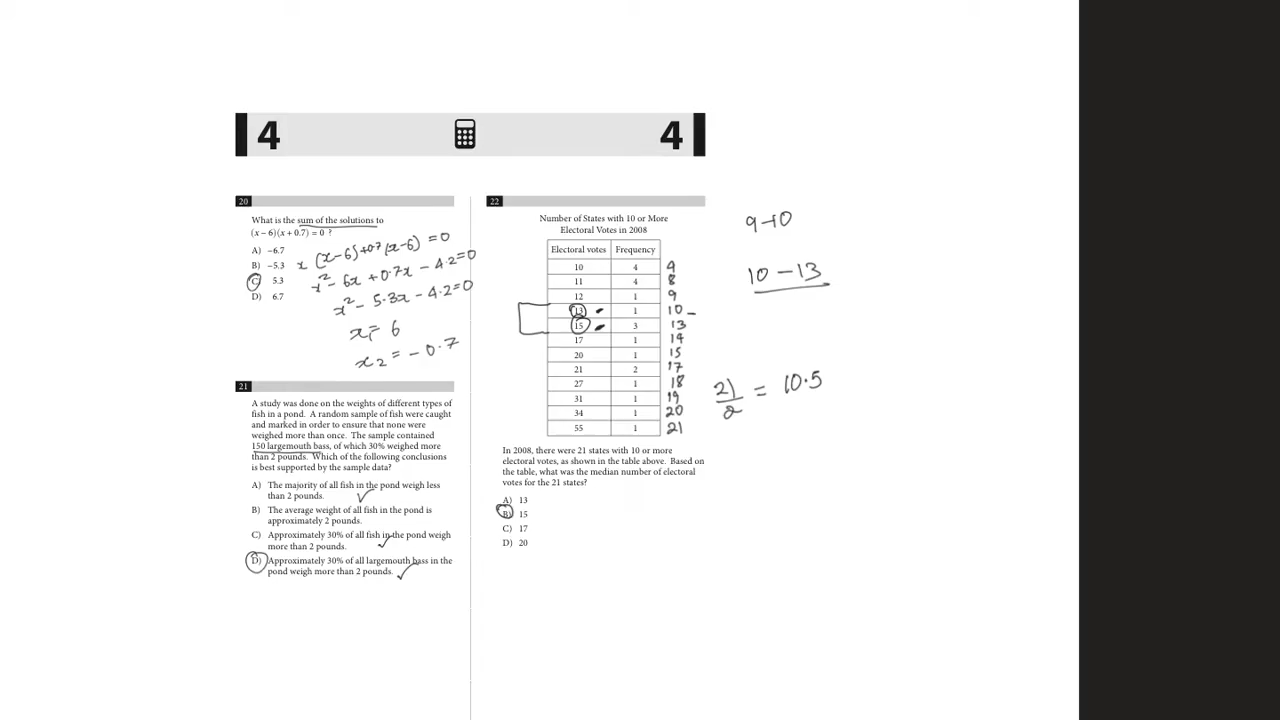 4 4
20
What is the sum of the solutions to
(x − 6)(x + 0.7) = 0 ?
A) −6.7
B) −5.3
C) 5.3
D) 6.7
x (x-6)+0.7(x-6) = 0
x² - 6x + 0.7x - 4.2 = 0
x² - 5.3x - 4.2 = 0
x₁ = 6
x₂ = - 0.7
21
A study was done on the weights of different types of
fish in a pond. A random sample of fish were caught
and marked in order to ensure that none were
weighed more than once. The sample contained
150 largemouth bass, of which 30% weighed more
than 2 pounds. Which of the following conclusions
is best supported by the sample data?
A) The majority of all fish in the pond weigh less
than 2 pounds.
B) The average weight of all fish in the pond is
approximately 2 pounds.
C) Approximately 30% of all fish in the pond weigh
more than 2 pounds.
D) Approximately 30% of all largemouth bass in the
pond weigh more than 2 pounds.
22
Number of States with 10 or More
Electoral Votes in 2008
Electoral votes Frequency
10 4 4
11 4 8
12 1 9
13 1 10 -
15 3 13
17 1 14
20 1 15
21 2 17
27 1 18
31 1 19
34 1 20
55 1 21
In 2008, there were 21 states with 10 or more
electoral votes, as shown in the table above. Based on
the table, what was the median number of electoral
votes for the 21 states?
A) 13
B) 15
C) 17
D) 20
9-10
10 - 13
21/2 = 10.5